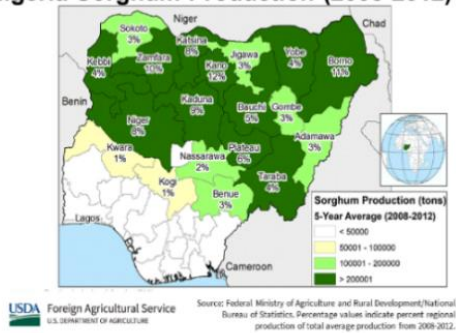 Nigeria Sorghum Production (2008-2012)
Niger
Chad
Sokoto
3%
Katsina
8%
Jigawa
3%
Yobe
4%
Borno
11%
Kebbi
4%
Zamfara
10%
Kano
12%
Benin
Kaduna
9%
Bauchi
5%
Gombe
3%
Niger
8%
Adamawa
3%
Plateau
6%
Kwara
1%
Nassarawa
2%
Taraba
4%
Kogi
1%
Benue
3%
Lagos
Cameroon
Sorghum Production (tons)
5-Year Average (2008-2012)
< 50000
50001 - 100000
100001 - 200000
> 200001
USDA
Foreign Agricultural Service
U.S. DEPARTMENT OF AGRICULTURE
Source: Federal Ministry of Agriculture and Rural Development/National
Bureau of Statistics. Percentage values indicate percent regional
production of total average production from 2008-2012.